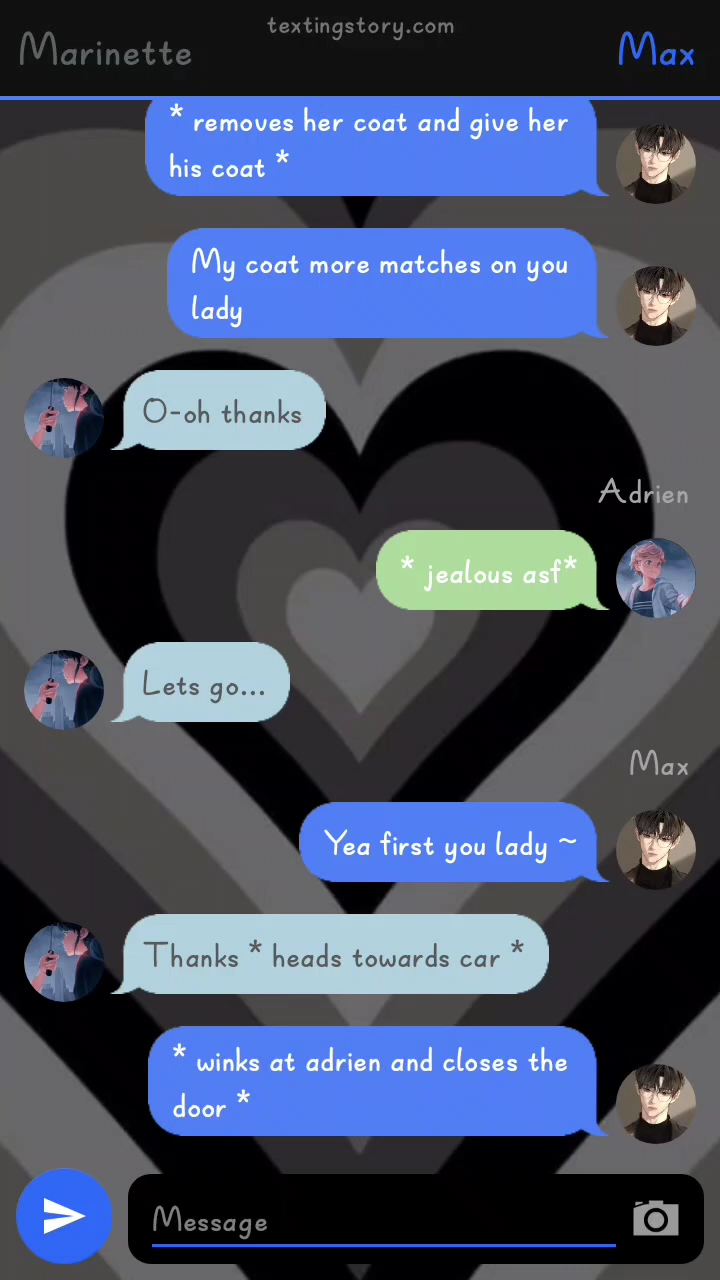 textingstory.com
Marinette
Max
* removes her coat and give her
his coat *
My coat more matches on you
lady
O-oh thanks
Adrien
* jealous asf*
Lets go...
Max
Yea first you lady ~
Thanks * heads towards car *
* winks at adrien and closes the
door *
Message